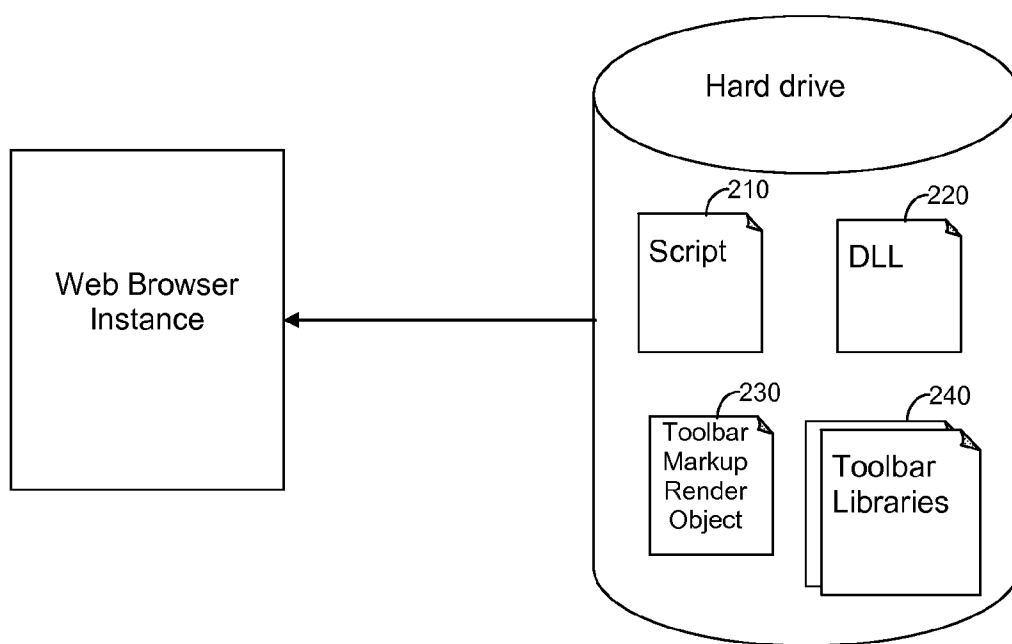 Hard drive
Web Browser
Instance
210
Script
220
DLL
230
Toolbar
Markup
Render
Object
240
Toolbar
Libraries